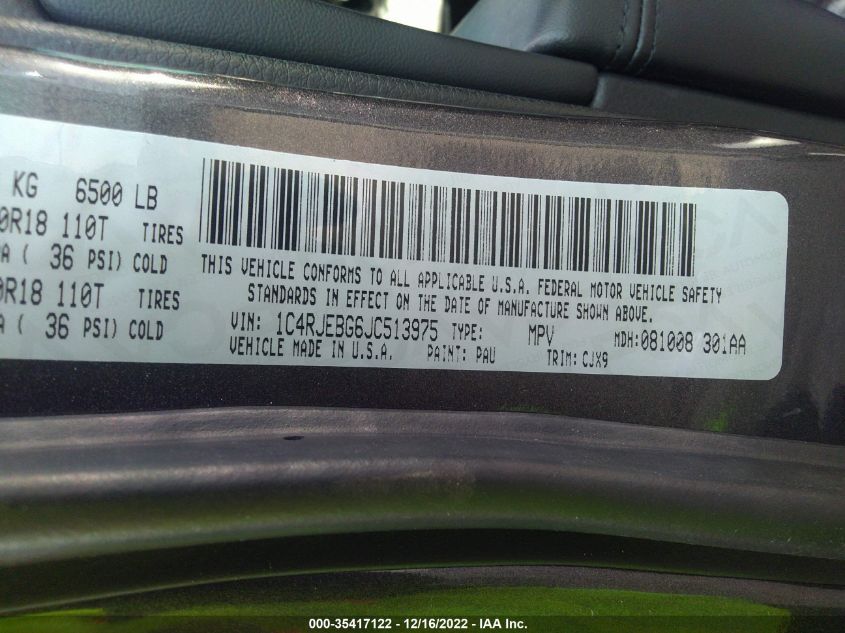 KG 6500 LB
0R18 110T TIRES
A ( 36 PSI) COLD
0R18 110T TIRES
A ( 36 PSI) COLD
THIS VEHICLE CONFORMS TO ALL APPLICABLE U.S.A. FEDERAL MOTOR VEHICLE SAFETY
STANDARDS IN EFFECT ON THE DATE OF MANUFACTURE SHOWN ABOVE.
VIN: 1C4RJEBG6JC513975 TYPE: MPV MDH:081008 301AA
VEHICLE MADE IN U.S.A. PAINT: PAU TRIM: CJX9
000-35417122 - 12/16/2022 - IAA Inc.